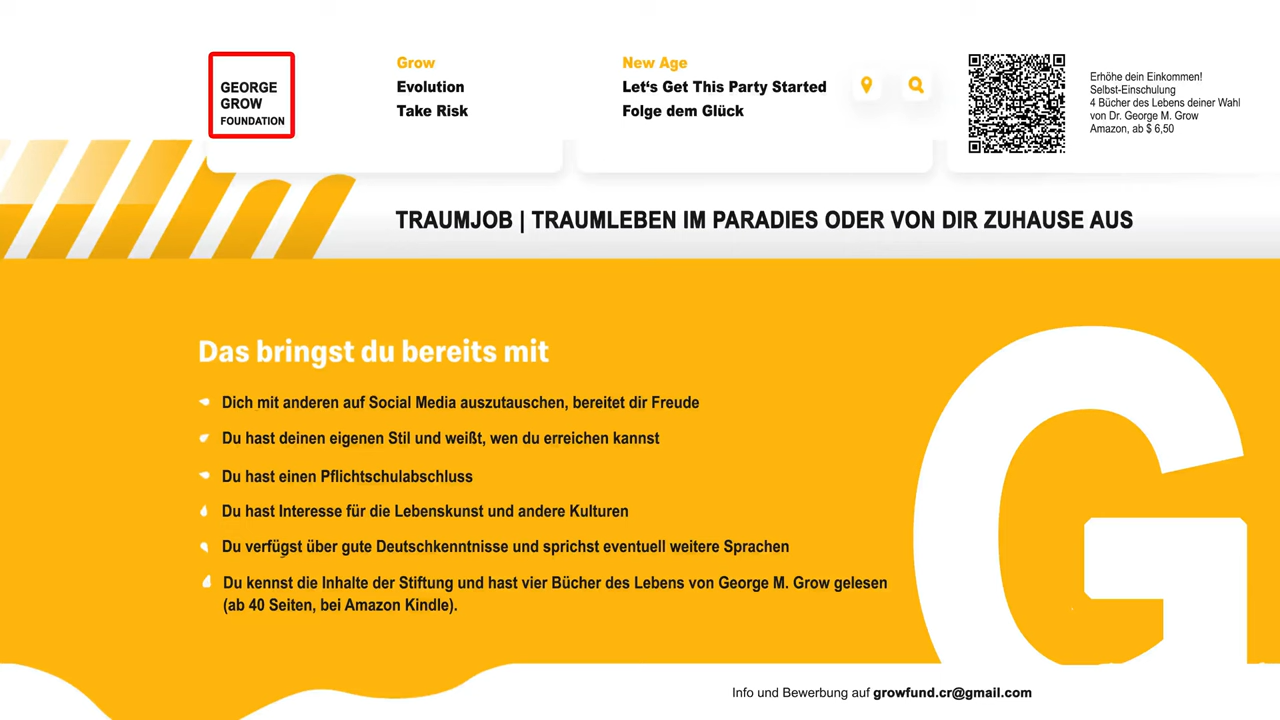 GEORGE
GROW
FOUNDATION
Grow
Evolution
Take Risk
New Age
Let‘s Get This Party Started
Folge dem Glück
Erhöhe dein Einkommen!
Selbst-Einschulung
4 Bücher des Lebens deiner Wahl
von Dr. George M. Grow
Amazon, ab $ 6,50
TRAUMJOB | TRAUMLEBEN IM PARADIES ODER VON DIR ZUHAUSE AUS
Das bringst du bereits mit
Dich mit anderen auf Social Media auszutauschen, bereitet dir Freude
Du hast deinen eigenen Stil und weißt, wen du erreichen kannst
Du hast einen Pflichtschulabschluss
Du hast Interesse für die Lebenskunst und andere Kulturen
Du verfügst über gute Deutschkenntnisse und sprichst eventuell weitere Sprachen
Du kennst die Inhalte der Stiftung und hast vier Bücher des Lebens von George M. Grow gelesen
(ab 40 Seiten, bei Amazon Kindle).
G
Info und Bewerbung auf growfund.cr@gmail.com